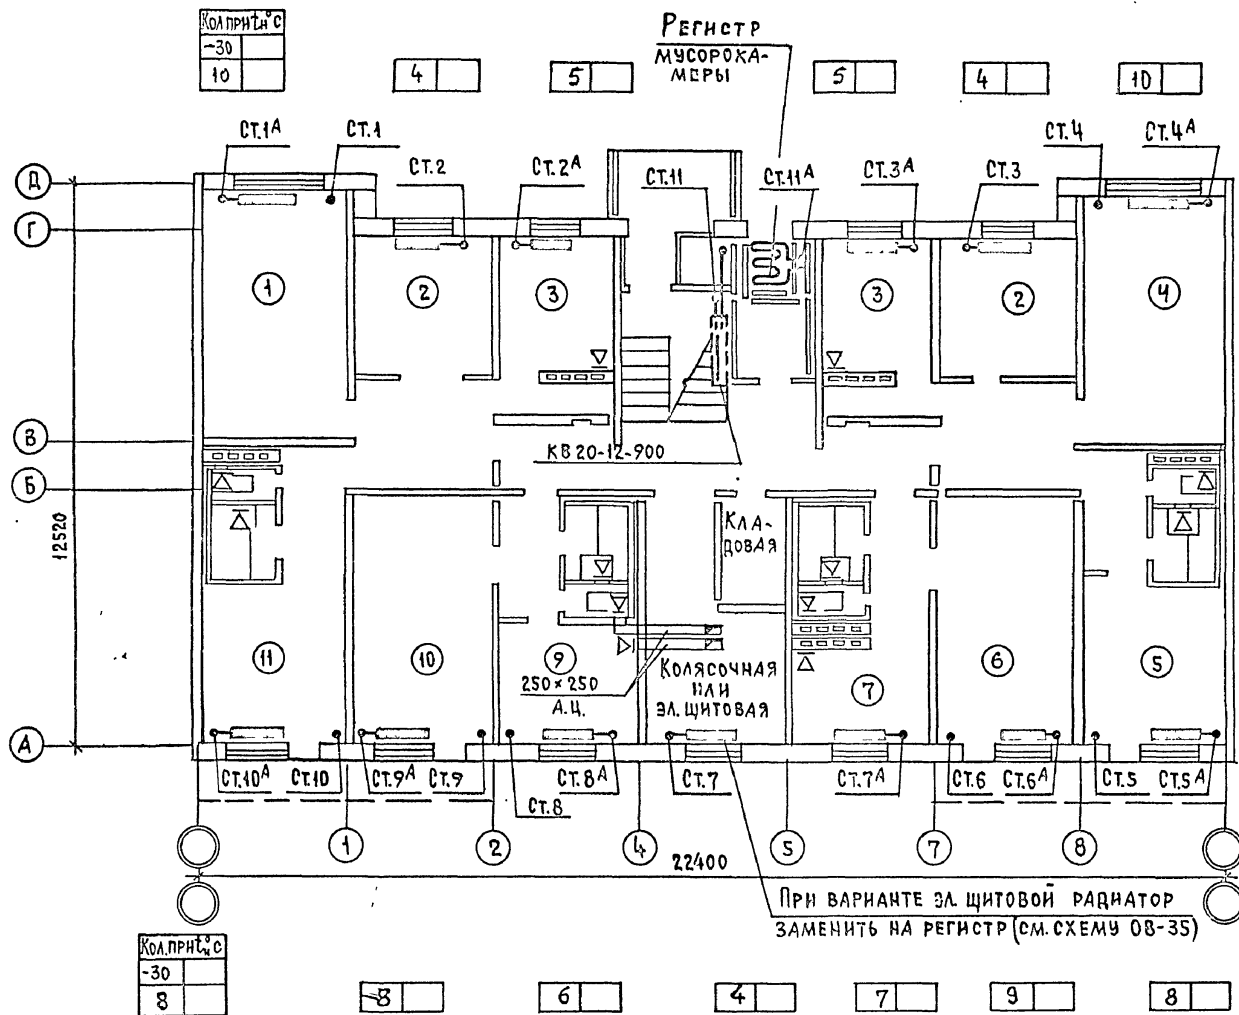 КОЛ ПРИ tн°С
-30
10
4
5
РЕГИСТР
МУСОРОКА-
МЕРЫ
5
4
10
СТ.1А
СТ.1
СТ.2
СТ.2А
СТ.11
СТ.11А
СТ.3А
СТ.3
СТ.4
СТ.4А
Д
Г
В
Б
А
12520
1
2
3
3
2
4
КВ 20-12-900
КЛА-
ДОВАЯ
11
10
9
7
6
5
250×250
А.Ц.
КОЛЯСОЧНАЯ
ИЛИ
ЭЛ. ЩИТОВАЯ
СТ.10А
СТ.10
СТ.9А
СТ.9
СТ.8
СТ.8А
СТ.7
СТ.7А
СТ.6
СТ.6А
СТ.5
СТ.5А
1
2
4
5
7
8
22400
ПРИ ВАРИАНТЕ ЭЛ. ЩИТОВОЙ РАДИАТОР
ЗАМЕНИТЬ НА РЕГИСТР (СМ. СХЕМУ ОВ-35)
КОЛ.ПРИ tн°С
-30
8
8
6
4
7
9
8